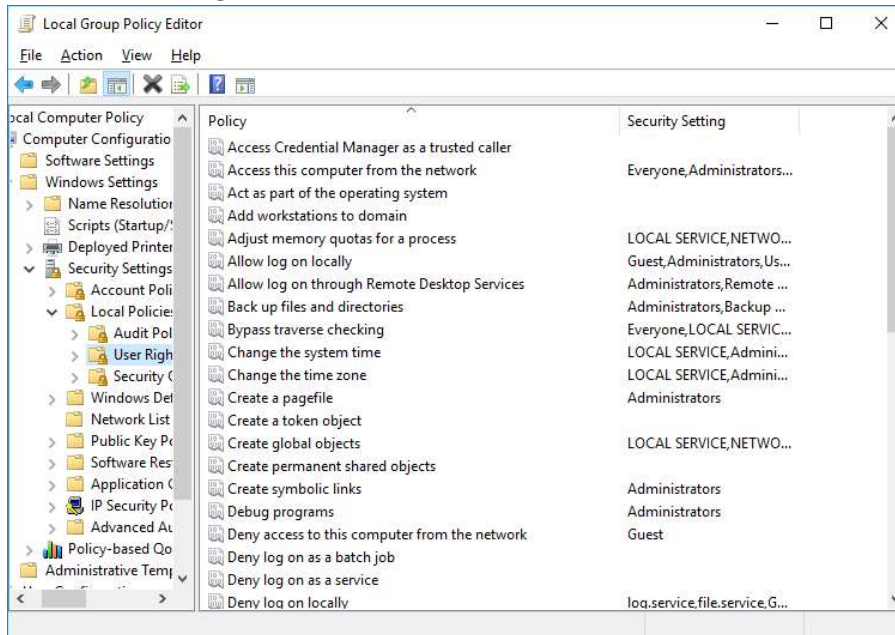 Local Group Policy Editor
File Action View Help
ocal Computer Policy
Computer Configuratio
Software Settings
Windows Settings
Name Resolution
Scripts (Startup/
Deployed Printer
Security Settings
Account Poli
Local Policies
Audit Pol
User Righ
Security
Windows Def
Network List
Public Key Po
Software Res
Application
IP Security Po
Advanced Au
Policy-based Qo
Administrative Temp
Policy Security Setting
Access Credential Manager as a trusted caller
Access this computer from the network Everyone,Administrators...
Act as part of the operating system
Add workstations to domain
Adjust memory quotas for a process LOCAL SERVICE,NETWO...
Allow log on locally Guest,Administrators,Us...
Allow log on through Remote Desktop Services Administrators,Remote ...
Back up files and directories Administrators,Backup ...
Bypass traverse checking Everyone,LOCAL SERVIC...
Change the system time LOCAL SERVICE,Admini...
Change the time zone LOCAL SERVICE,Admini...
Create a pagefile Administrators
Create a token object
Create global objects LOCAL SERVICE,NETWO...
Create permanent shared objects
Create symbolic links Administrators
Debug programs Administrators
Deny access to this computer from the network Guest
Deny log on as a batch job
Deny log on as a service
Deny log on locally log.service,file.service,G...